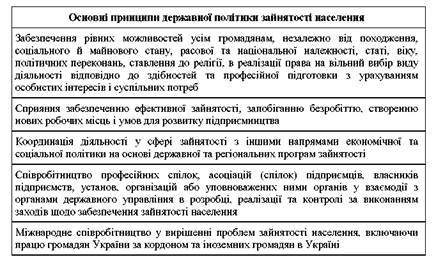 Основні принципи державної політики зайнятості населення
Забезпечення рівних можливостей усім громадянам, незалежно від походження,
соціального й майнового стану, расової та національної належності, статі, віку,
політичних переконань, ставлення до релігії, в реалізації права на вільний вибір виду
діяльності відповідно до здібностей та професійної підготовки з урахуванням
особистих інтересів і суспільних потреб
Сприяння забезпеченню ефективної зайнятості, запобіганню безробіттю, створенню
нових робочих місць і умов для розвитку підприємництва
Координація діяльності у сфері зайнятості з іншими напрямами економічної та
соціальної політики на основі державної та регіональних програм зайнятості
Співробітництво професійних спілок, асоціацій (спілок) підприємців, власників
підприємств, установ, організацій або уповноважених ними органів у взаємодії з
органами державного управління в розробці, реалізації та контролі за виконанням
заходів щодо забезпечення зайнятості населення
Міжнародне співробітництво у вирішенні проблем зайнятості населення, включаючи
працю громадян України за кордоном та іноземних громадян в Україні